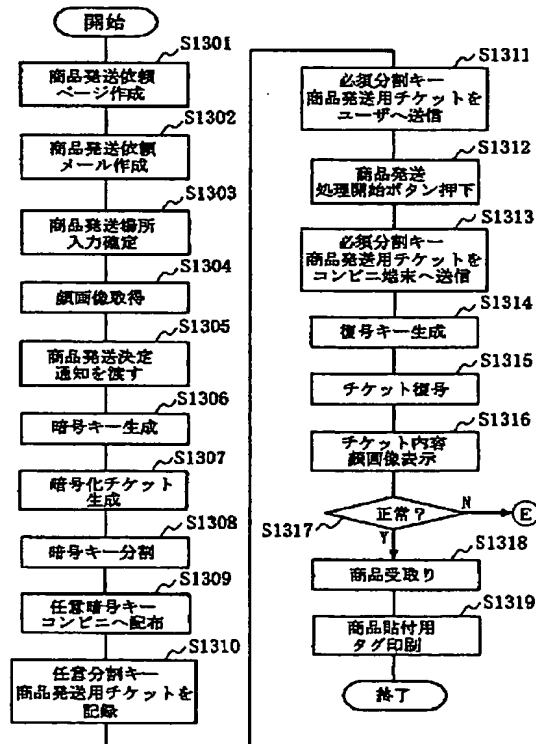 開始
S1301
商品発送依頼
ページ作成
S1302
商品発送依頼
メール作成
S1303
商品発送場所
入力確定
S1304
顔画像取得
S1305
商品発送決定
通知を渡す
S1306
暗号キー生成
S1307
暗号化チケット
生成
S1308
暗号キー分割
S1309
任意暗号キー
コンビニへ配布
S1310
任意分割キー
商品発送用チケットを
記録
S1311
必須分割キー
商品発送用チケットを
ユーザへ送信
S1312
商品発送
処理開始ボタン押下
S1313
必須分割キー
商品発送用チケットを
コンビニ端末へ送信
S1314
復号キー生成
S1315
チケット復号
S1316
チケット内容
顔画像表示
S1317
正常?
N
E
Y
S1318
商品受取り
S1319
商品貼付用
タグ印刷
終了